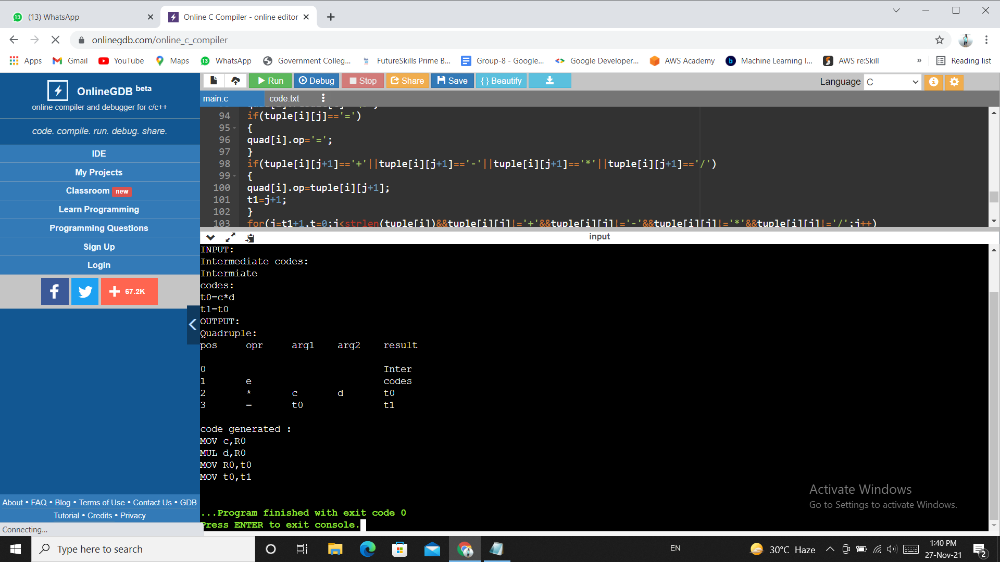 (13) WhatsApp
Online C Compiler - online editor
onlinegdb.com/online_c_compiler
Apps Gmail YouTube Maps WhatsApp Government Colleg... FutureSkills Prime B... Group-8 - Google... Google Developer... AWS Academy Machine Learning I... AWS re:Skill » Reading list
OnlineGDB beta
online compiler and debugger for c/c++
code. compile. run. debug. share.
IDE
My Projects
Classroom new
Learn Programming
Programming Questions
Sign Up
Login
67.2K
About • FAQ • Blog • Terms of Use • Contact Us • GDB
Tutorial • Credits • Privacy
Connecting...
Run Debug Stop Share Save { } Beautify
Language C
main.c code.txt
94 if(tuple[i][j]=='=')
95 {
96 quad[i].op='=';
97 }
98 if(tuple[i][j+1]=='+'||tuple[i][j+1]=='-'||tuple[i][j+1]=='*'||tuple[i][j+1]=='/')
99 {
100 quad[i].op=tuple[i][j+1];
101 t1=j+1;
102 }
103 for(j=t1+1,t=0;j<strlen(tuple[i])&&tuple[i][j]!='+'&&tuple[i][j]!='-'&&tuple[i][j]!='*'&&tuple[i][j]!='/';j++)
input
INPUT:
Intermediate codes:
Intermiate
codes:
t0=c*d
t1=t0
OUTPUT:
Quadruple:
pos opr arg1 arg2 result
0 Inter
1 e codes
2 * c d t0
3 = t0 t1
code generated :
MOV c,R0
MUL d,R0
MOV R0,t0
MOV t0,t1
...Program finished with exit code 0
Press ENTER to exit console.
Activate Windows
Go to Settings to activate Windows.
Type here to search
EN
30°C Haze
1:40 PM
27-Nov-21
2